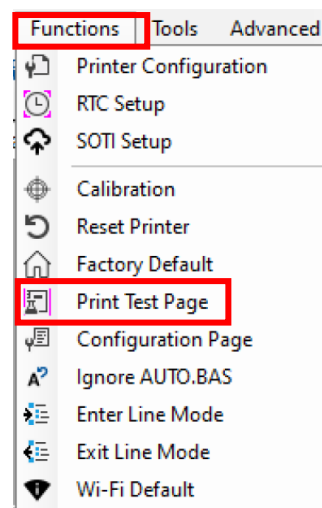 Functions Tools Advanced
Printer Configuration
RTC Setup
SOTI Setup
Calibration
Reset Printer
Factory Default
Print Test Page
Configuration Page
Ignore AUTO.BAS
Enter Line Mode
Exit Line Mode
Wi-Fi Default